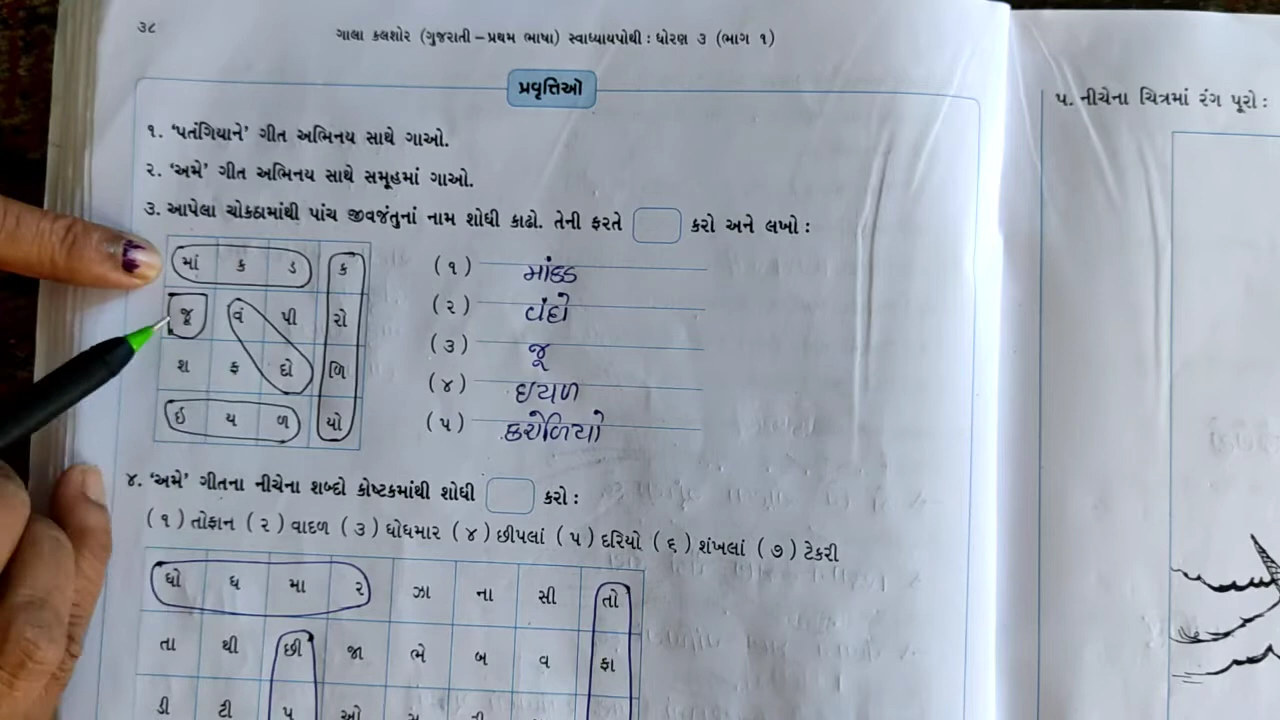 ૩૮
ગાલા કલશોર (ગુજરાતી – પ્રથમ ભાષા) સ્વાધ્યાયપોથી : ધોરણ ૩ (ભાગ ૧)
પ્રવૃત્તિઓ
૧. ‘પતંગિયાને’ ગીત અભિનય સાથે ગાઓ.
૨. ‘અમે’ ગીત અભિનય સાથે સમૂહમાં ગાઓ.
૩. આપેલા ચોકઠામાંથી પાંચ જીવજંતુનાં નામ શોધી કાઢો. તેની ફરતે કરો અને લખો :
માં ક ડ ક
જૂ વં પી રો
શ ફ દો ળિ
ઈ ય ળ યો
(૧) માંકડ
(૨) વંદો
(૩) જૂ
(૪) ઇયળ
(૫) કરોળિયો
૪. ‘અમે’ ગીતના નીચેના શબ્દો કોષ્ટકમાંથી શોધી કરો :
(૧) તોફાન (૨) વાદળ (૩) ધોધમાર (૪) છીપલાં (૫) દરિયો (૬) શંખલાં (૭) ટેકરી
ધો ધ મા ર ઝા ના સી તો
તા થી છી જા ભે બ વ ફા
ડી ટી પ ઓ
૫. નીચેના ચિત્રમાં રંગ પૂરો :